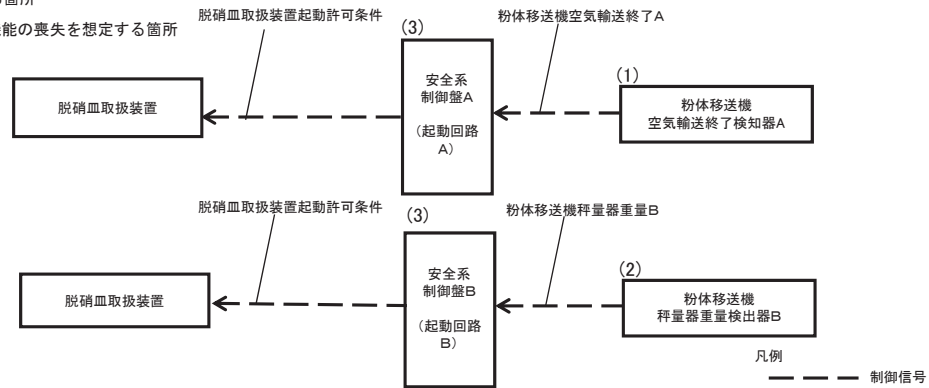 箇所
能の喪失を想定する箇所
脱硝皿取扱装置起動許可条件
(3)
粉体移送機空気輸送終了A
(1)
脱硝皿取扱装置
安全系
制御盤A
(起動回路
A)
粉体移送機
空気輸送終了検知器A
脱硝皿取扱装置起動許可条件
(3)
粉体移送機秤量器重量B
(2)
脱硝皿取扱装置
安全系
制御盤B
(起動回路
B)
粉体移送機
秤量器重量検出器B
凡例
制御信号